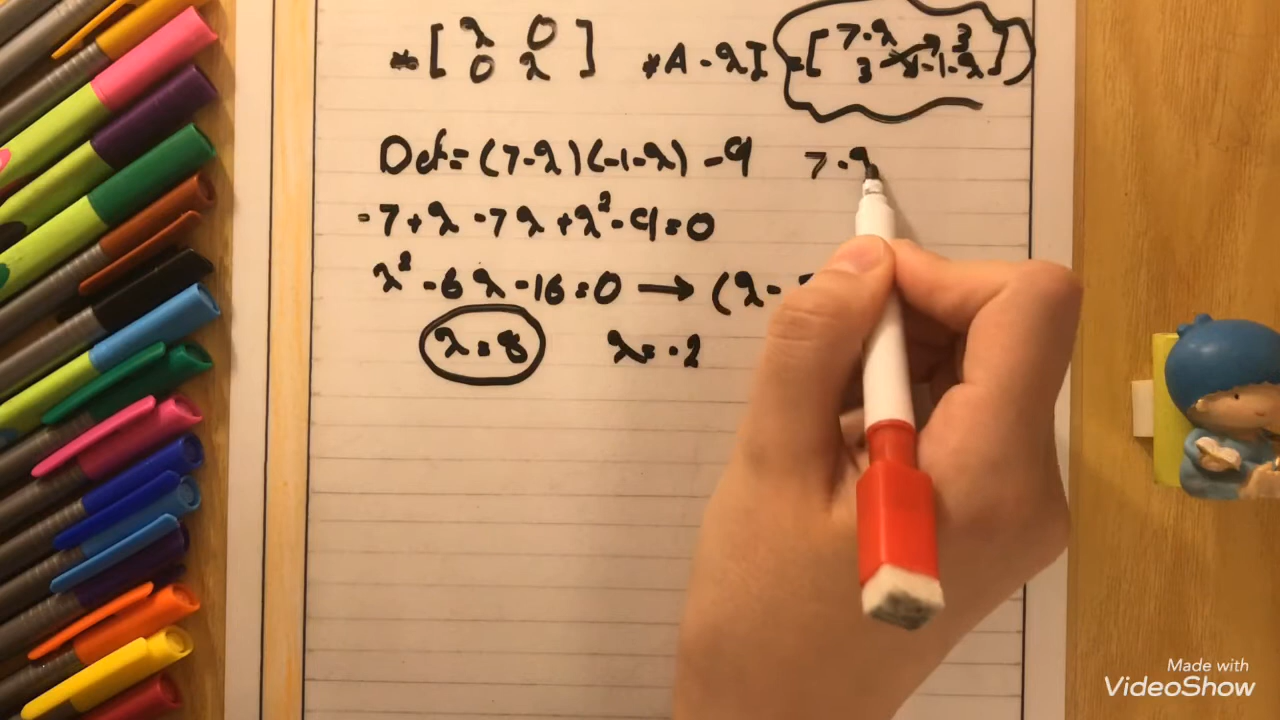 * [ λ 0
0 λ ] * A - λI = [ 7-λ 3
3 -1-λ ]
Det = (7-λ)(-1-λ) -9 7-λ
-7+λ -7λ+λ²-9=0
λ² -6λ -16=0 → (λ-
λ=8 λ=-2
Made with
VideoShow